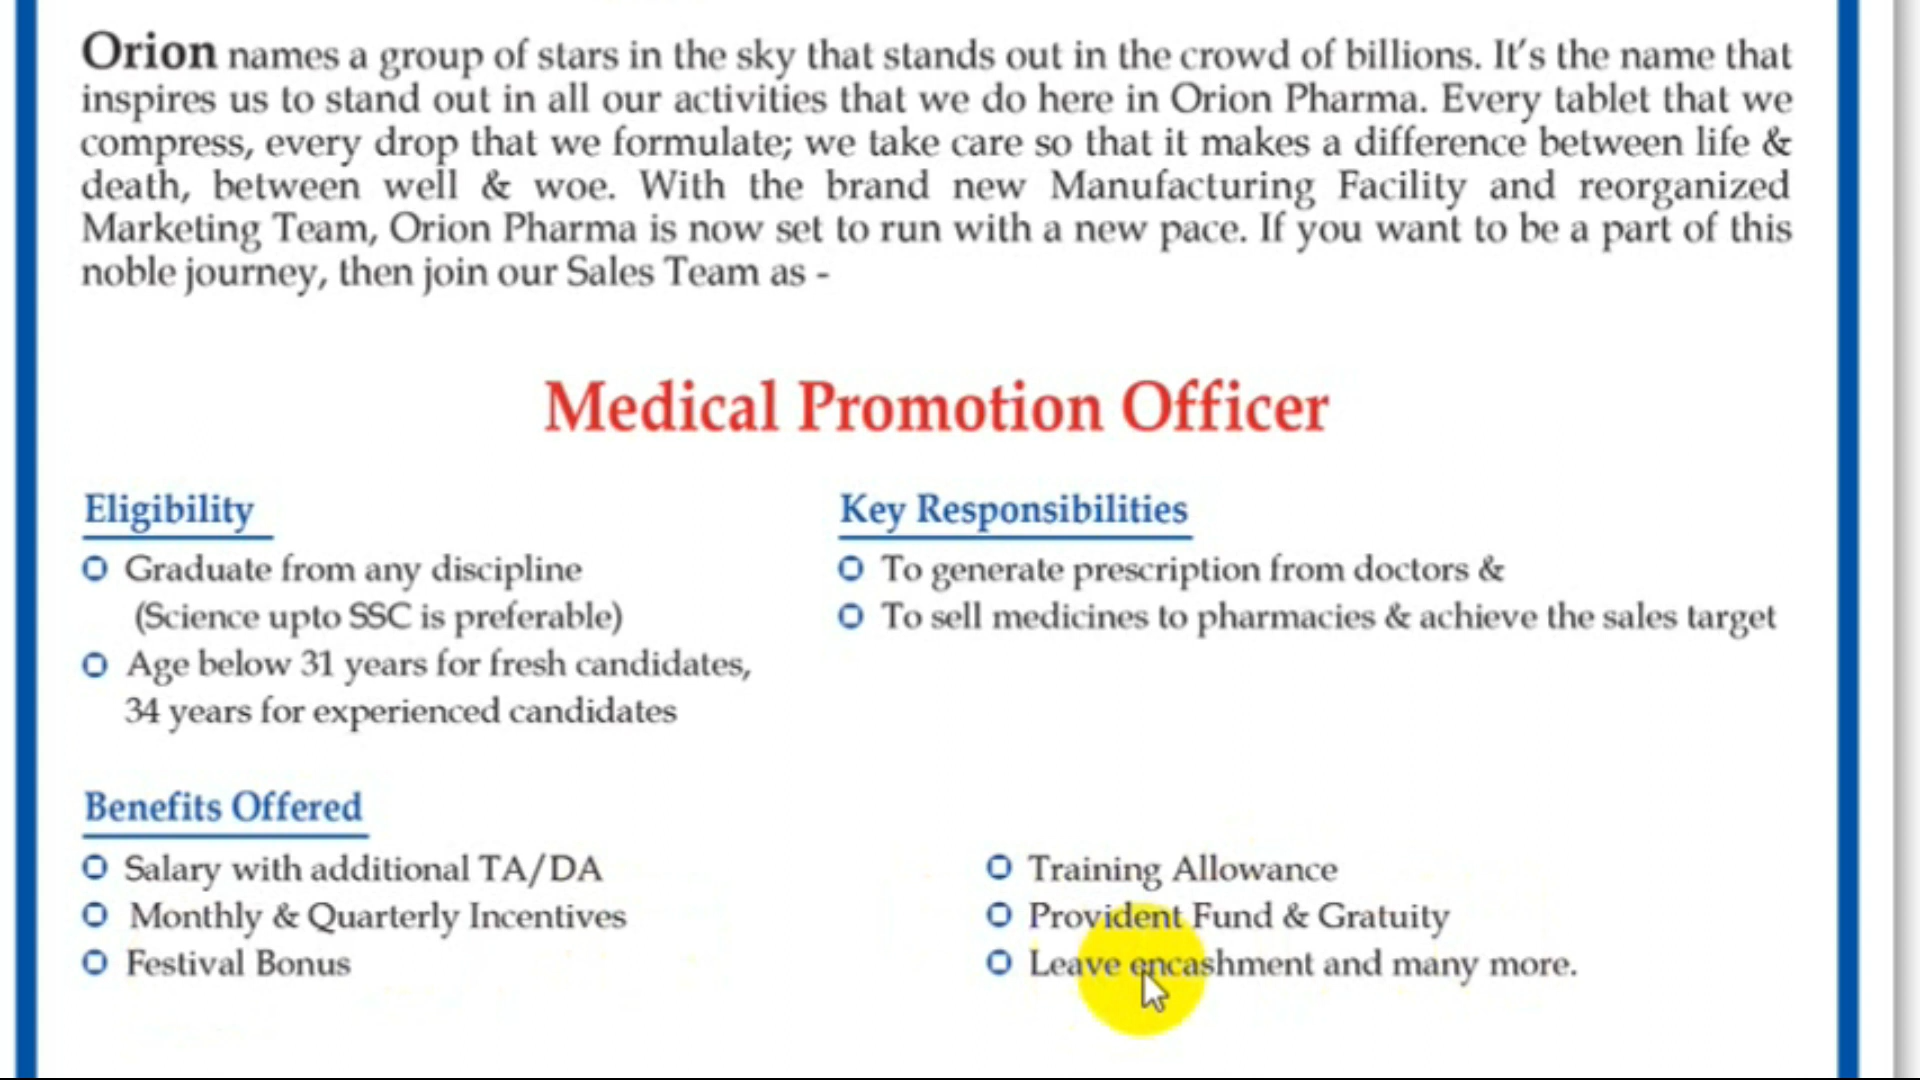 Orion names a group of stars in the sky that stands out in the crowd of billions. It's the name that
inspires us to stand out in all our activities that we do here in Orion Pharma. Every tablet that we
compress, every drop that we formulate; we take care so that it makes a difference between life &
death, between well & woe. With the brand new Manufacturing Facility and reorganized
Marketing Team, Orion Pharma is now set to run with a new pace. If you want to be a part of this
noble journey, then join our Sales Team as -
Medical Promotion Officer
Eligibility
Graduate from any discipline
(Science upto SSC is preferable)
Age below 31 years for fresh candidates,
34 years for experienced candidates
Key Responsibilities
To generate prescription from doctors &
To sell medicines to pharmacies & achieve the sales target
Benefits Offered
Salary with additional TA/DA
Monthly & Quarterly Incentives
Festival Bonus
Training Allowance
Provident Fund & Gratuity
Leave encashment and many more.